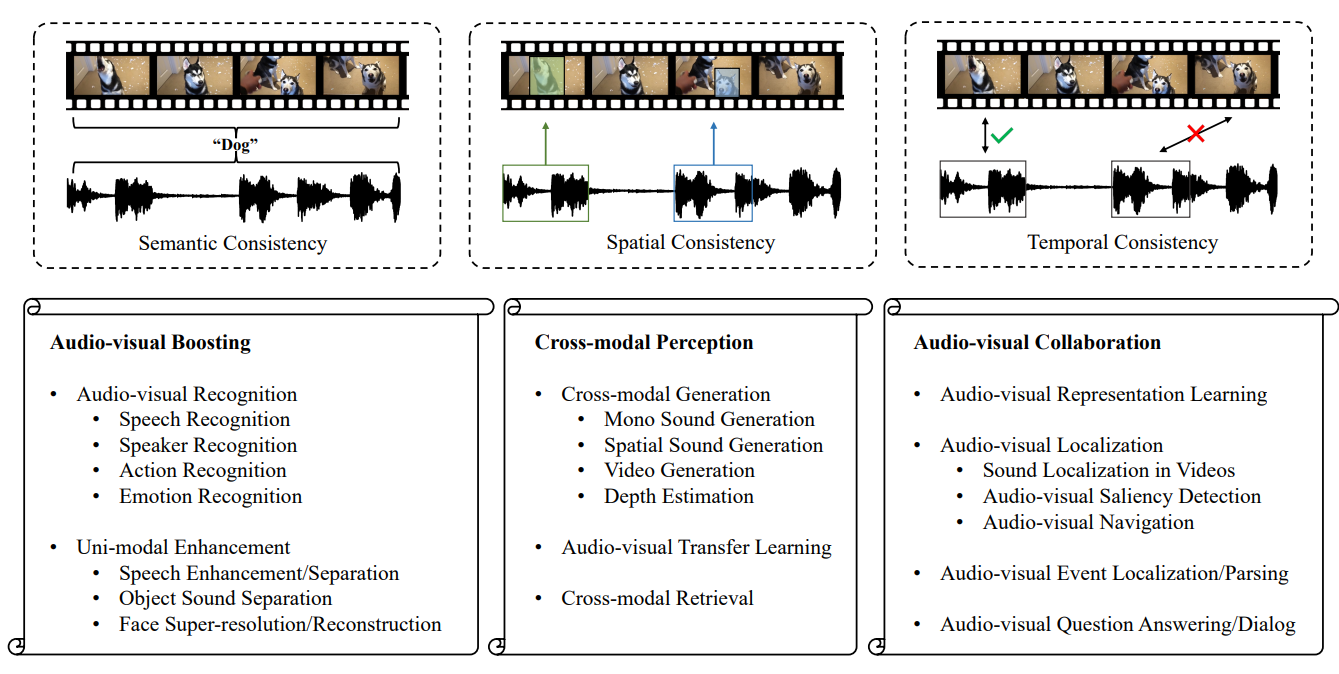 “Dog”
Semantic Consistency
Spatial Consistency
Temporal Consistency
Audio-visual Boosting
• Audio-visual Recognition
• Speech Recognition
• Speaker Recognition
• Action Recognition
• Emotion Recognition
• Uni-modal Enhancement
• Speech Enhancement/Separation
• Object Sound Separation
• Face Super-resolution/Reconstruction
Cross-modal Perception
• Cross-modal Generation
• Mono Sound Generation
• Spatial Sound Generation
• Video Generation
• Depth Estimation
• Audio-visual Transfer Learning
• Cross-modal Retrieval
Audio-visual Collaboration
• Audio-visual Representation Learning
• Audio-visual Localization
• Sound Localization in Videos
• Audio-visual Saliency Detection
• Audio-visual Navigation
• Audio-visual Event Localization/Parsing
• Audio-visual Question Answering/Dialog